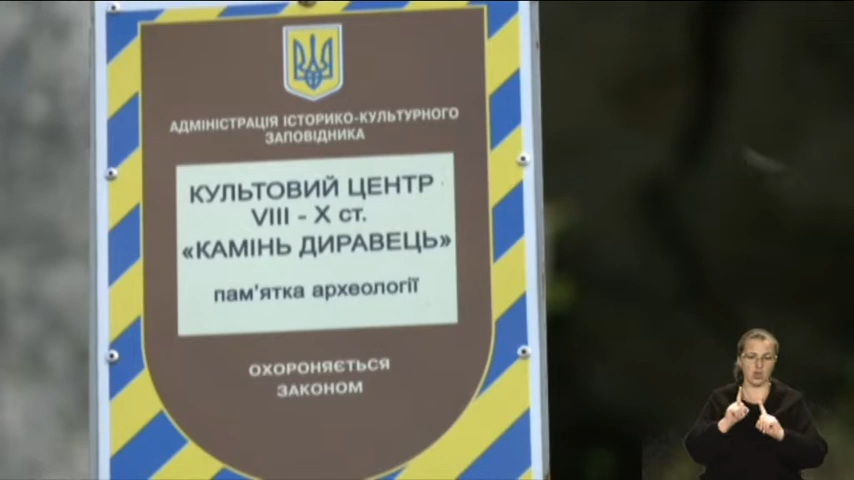 АДМІНІСТРАЦІЯ ІСТОРИКО-КУЛЬТУРНОГО
ЗАПОВІДНИКА
КУЛЬТОВИЙ ЦЕНТР
VIII - X ст.
«КАМІНЬ ДИРАВЕЦЬ»
пам'ятка археології
ОХОРОНЯЄТЬСЯ
ЗАКОНОМ